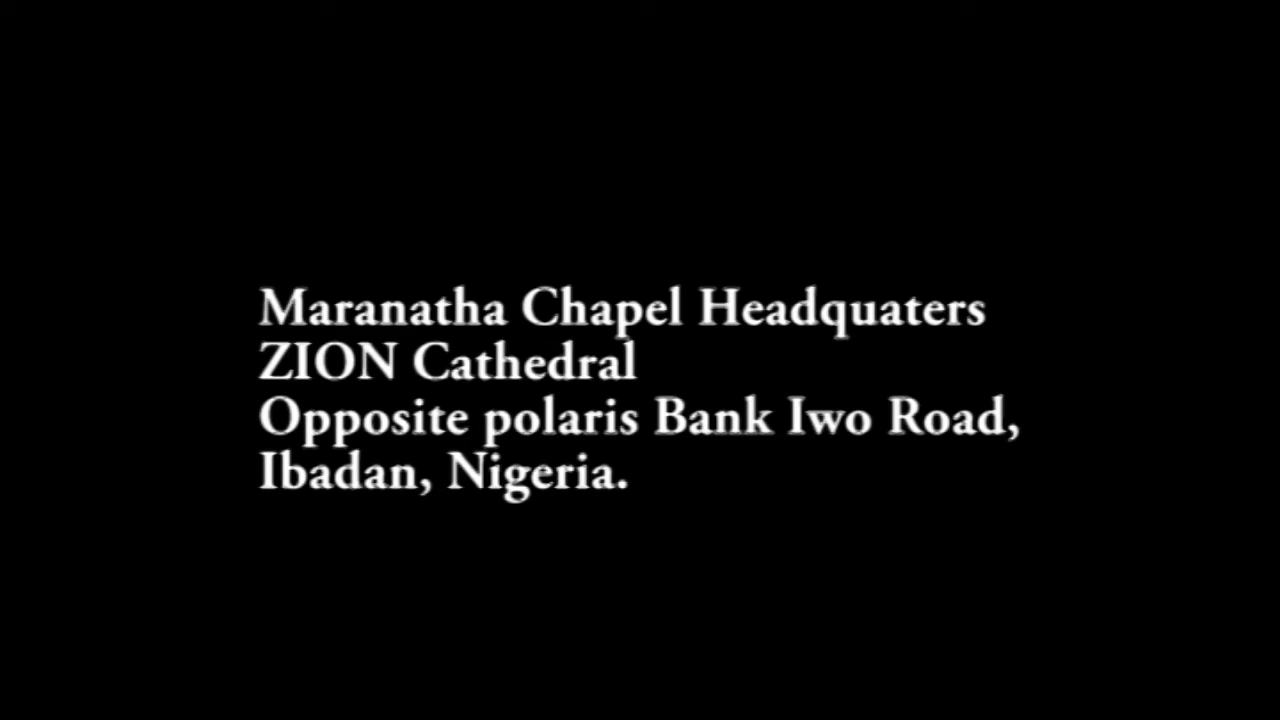 Maranatha Chapel Headquaters
ZION Cathedral
Opposite polaris Bank Iwo Road,
Ibadan, Nigeria.